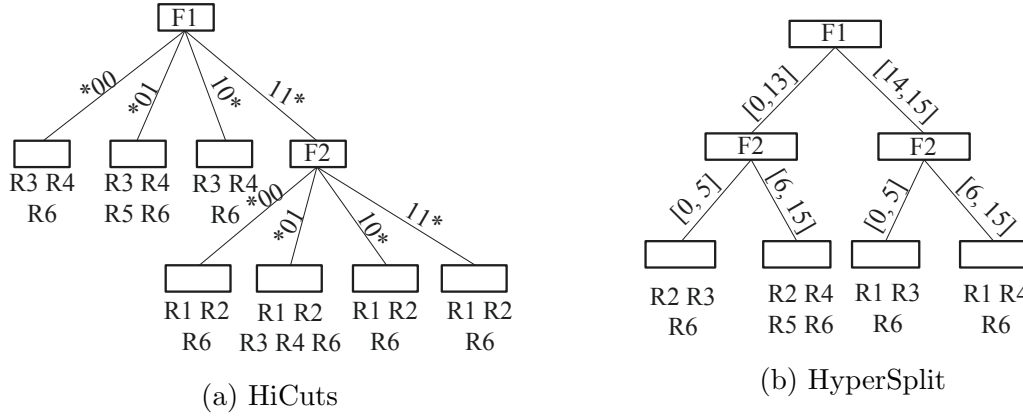 F1
*00
*01
10*
11*
R3 R4
R6
R3 R4
R5 R6
R3 R4
R6
F2
*00
*01
10*
11*
R1 R2
R6
R1 R2
R3 R4 R6
R1 R2
R6
R1 R2
R6
(a) HiCuts
F1
[0,13]
[14,15]
F2
F2
[0, 5]
[6, 15]
[0, 5]
[6, 15]
R2 R3
R6
R2 R4
R5 R6
R1 R3
R6
R1 R4
R6
(b) HyperSplit